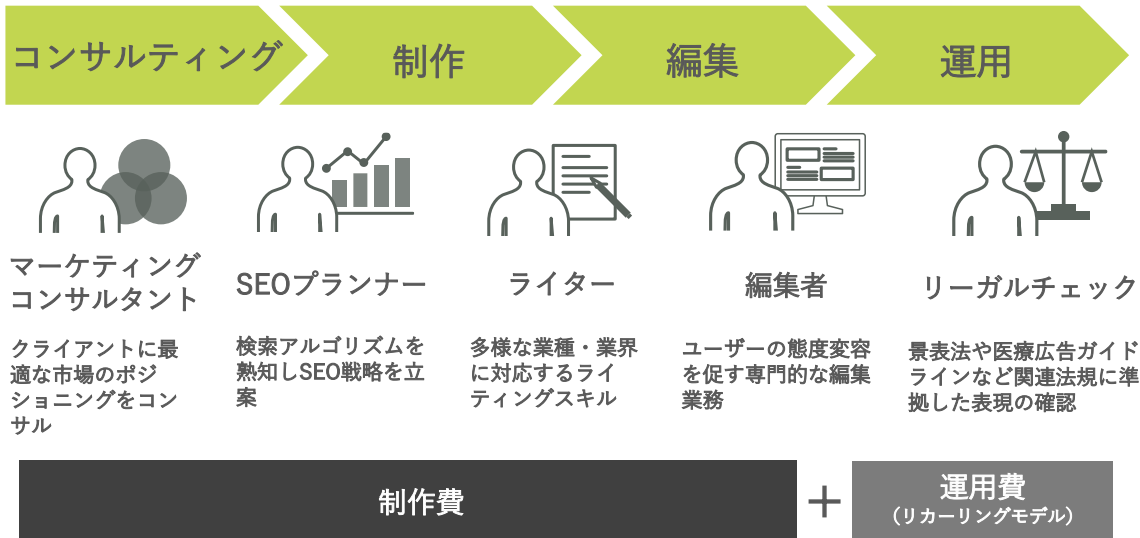 コンサルティング
制作
編集
運用
マーケティング
コンサルタント
SEOプランナー
ライター
編集者
リーガルチェック
クライアントに最
適な市場のポジ
ショニングをコン
サル
検索アルゴリズムを
熟知しSEO戦略を立
案
多様な業種・業界
に対応するライ
ティングスキル
ユーザーの態度変容
を促す専門的な編集
業務
景表法や医療広告ガイド
ラインなど関連法規に準
拠した表現の確認
制作費
+
運用費
(リカーリングモデル)